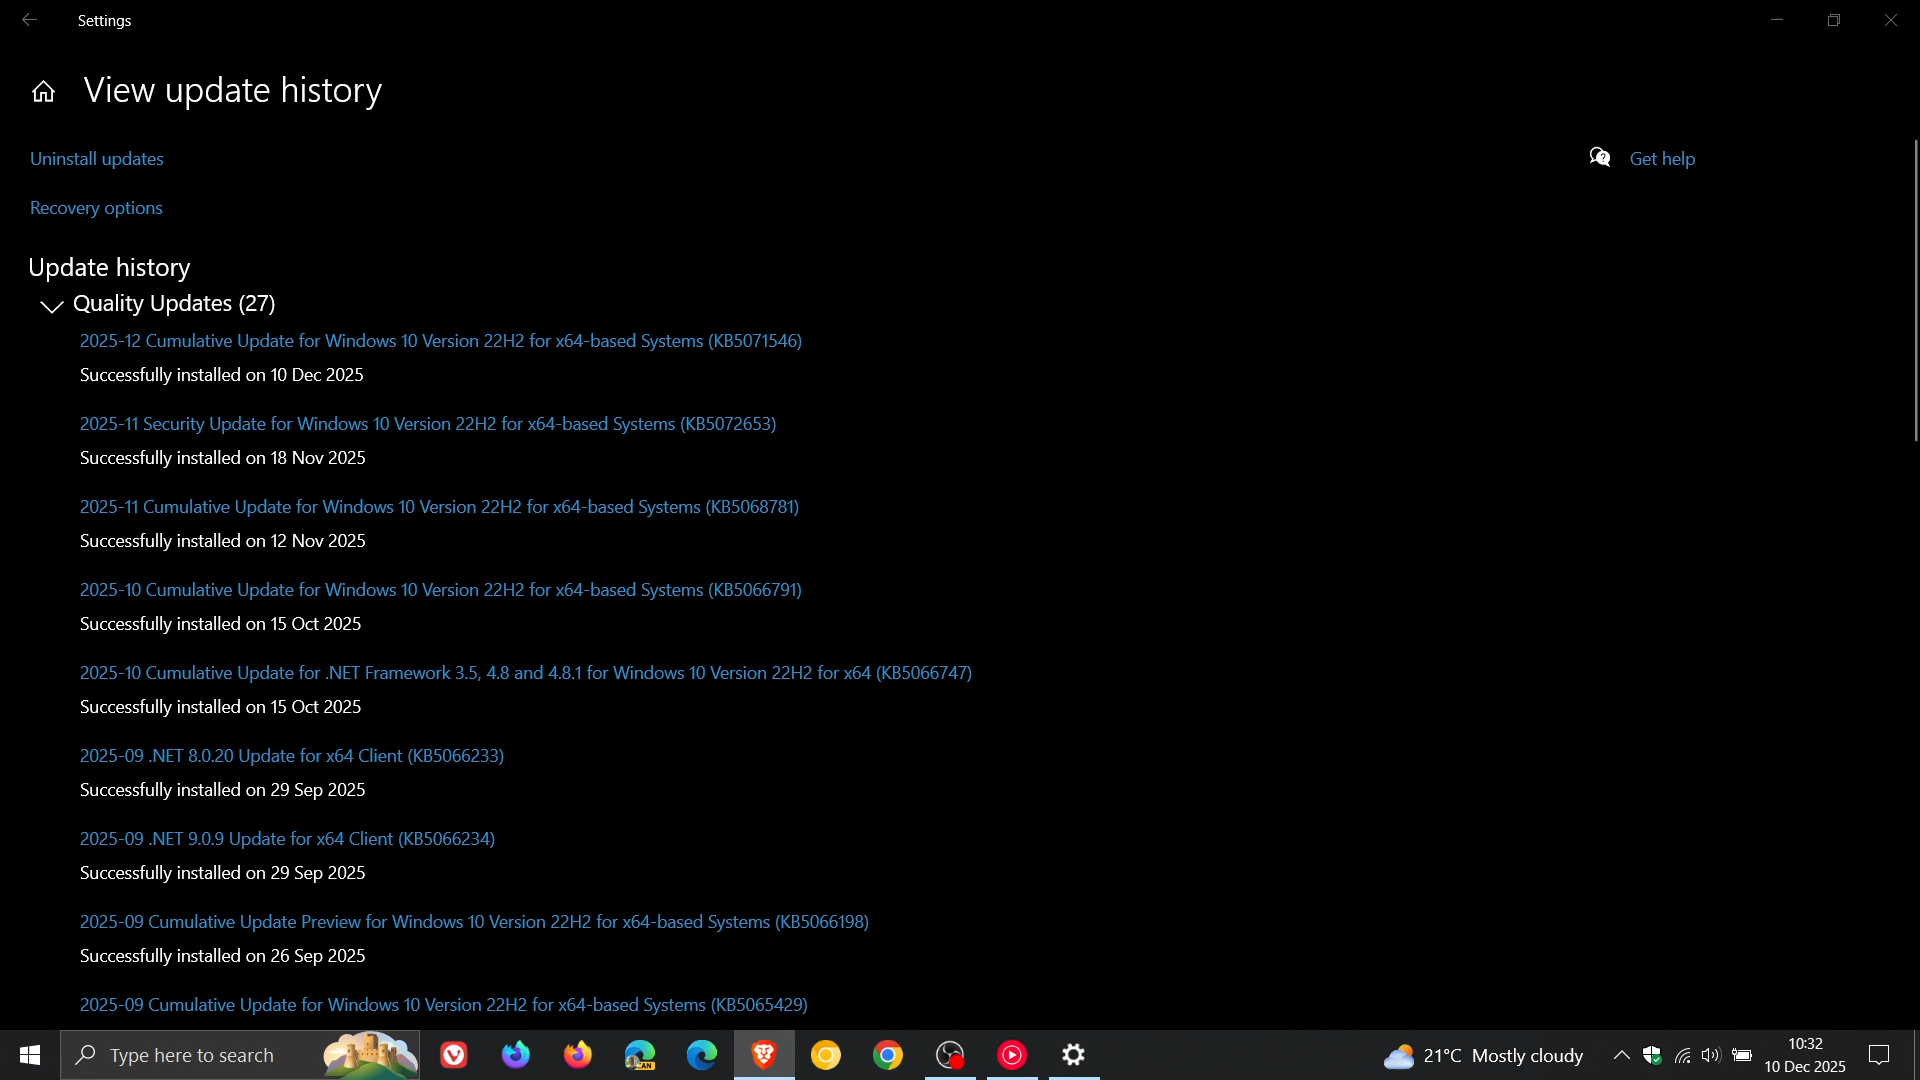 Settings
View update history
Uninstall updates
Get help
Recovery options
Update history
Quality Updates (27)
2025-12 Cumulative Update for Windows 10 Version 22H2 for x64-based Systems (KB5071546)
Successfully installed on 10 Dec 2025
2025-11 Security Update for Windows 10 Version 22H2 for x64-based Systems (KB5072653)
Successfully installed on 18 Nov 2025
2025-11 Cumulative Update for Windows 10 Version 22H2 for x64-based Systems (KB5068781)
Successfully installed on 12 Nov 2025
2025-10 Cumulative Update for Windows 10 Version 22H2 for x64-based Systems (KB5066791)
Successfully installed on 15 Oct 2025
2025-10 Cumulative Update for .NET Framework 3.5, 4.8 and 4.8.1 for Windows 10 Version 22H2 for x64 (KB5066747)
Successfully installed on 15 Oct 2025
2025-09 .NET 8.0.20 Update for x64 Client (KB5066233)
Successfully installed on 29 Sep 2025
2025-09 .NET 9.0.9 Update for x64 Client (KB5066234)
Successfully installed on 29 Sep 2025
2025-09 Cumulative Update Preview for Windows 10 Version 22H2 for x64-based Systems (KB5066198)
Successfully installed on 26 Sep 2025
2025-09 Cumulative Update for Windows 10 Version 22H2 for x64-based Systems (KB5065429)
Type here to search
21°C Mostly cloudy
10:32
10 Dec 2025